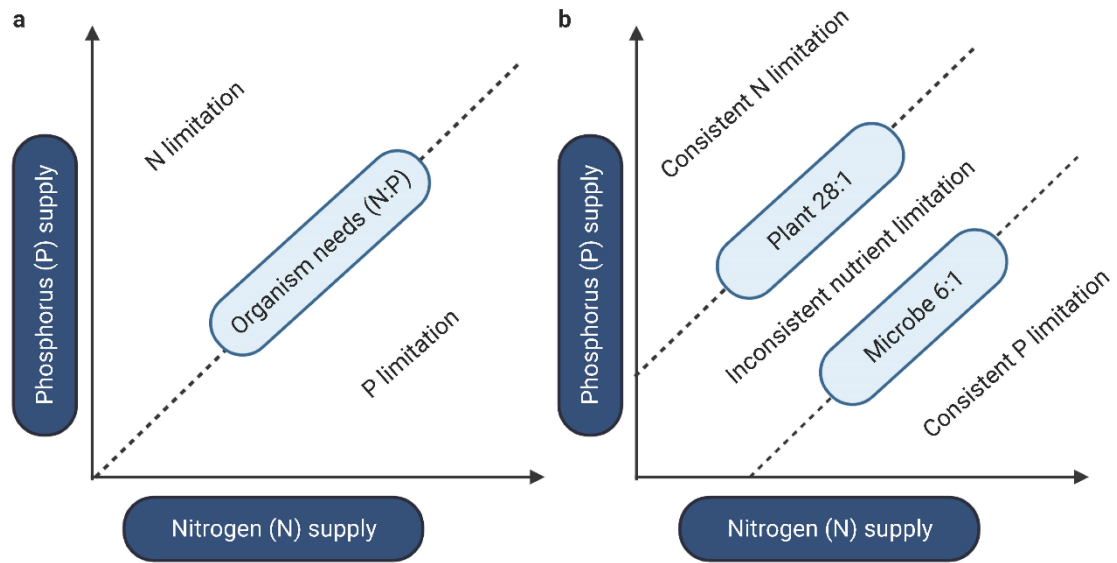 a
N limitation
Phosphorus (P) supply
Organism needs (N:P)
P limitation
Nitrogen (N) supply
b
Consistent N limitation
Phosphorus (P) supply
Plant 28:1
Inconsistent nutrient limitation
Microbe 6:1
Consistent P limitation
Nitrogen (N) supply